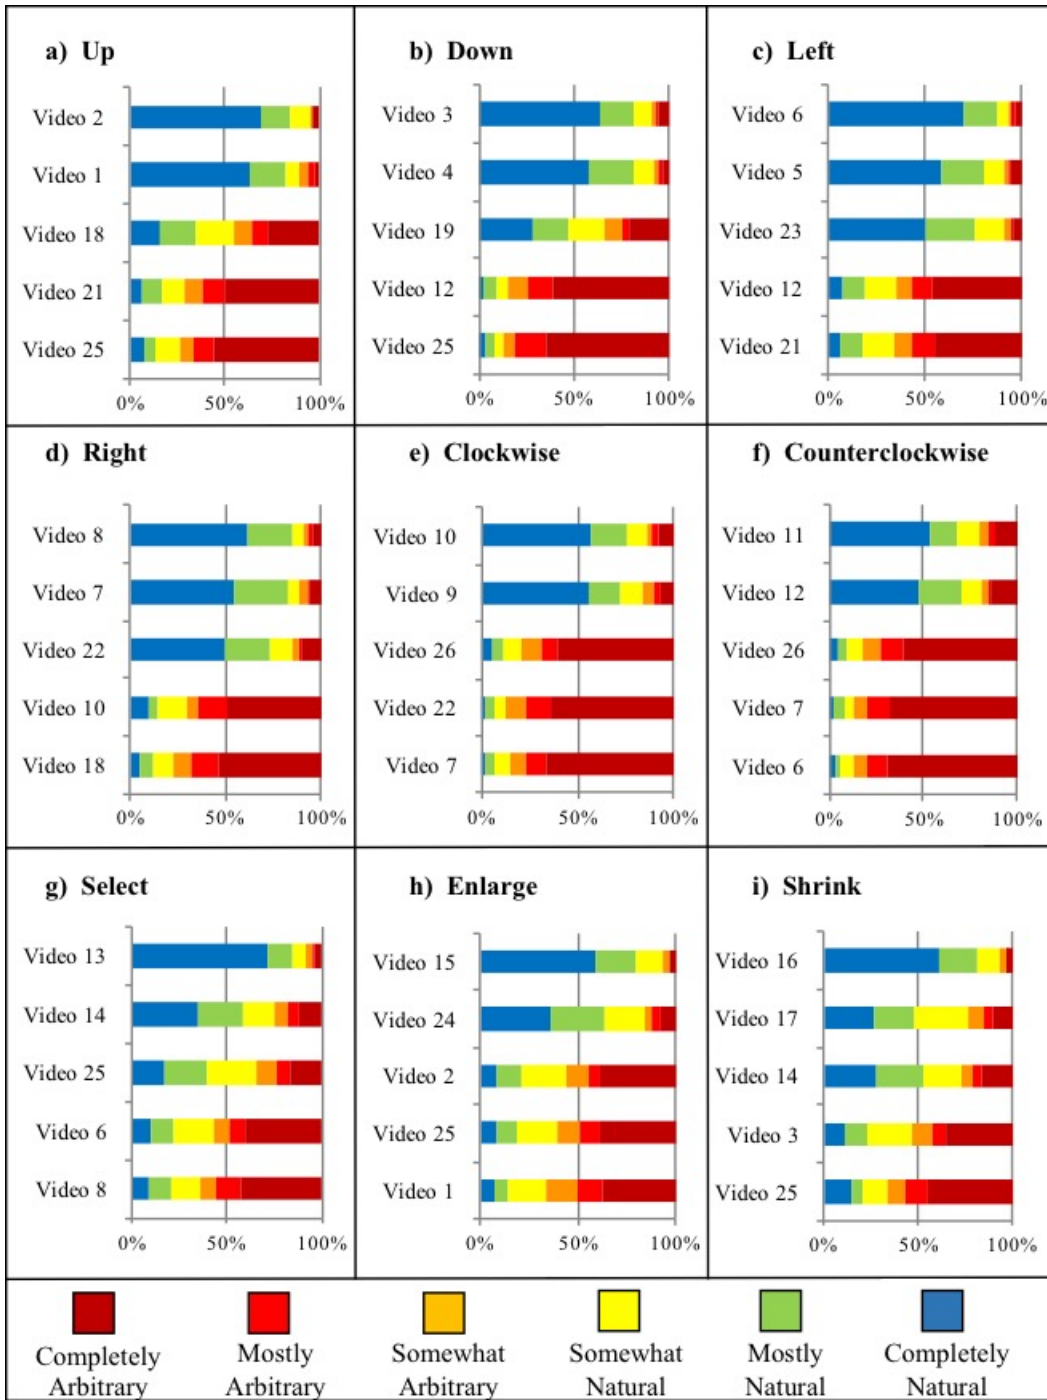 a) Up
Video 2
Video 1
Video 18
Video 21
Video 25
0% 50% 100%
b) Down
Video 3
Video 4
Video 19
Video 12
Video 25
0% 50% 100%
c) Left
Video 6
Video 5
Video 23
Video 12
Video 21
0% 50% 100%
d) Right
Video 8
Video 7
Video 22
Video 10
Video 18
0% 50% 100%
e) Clockwise
Video 10
Video 9
Video 26
Video 22
Video 7
0% 50% 100%
f) Counterclockwise
Video 11
Video 12
Video 26
Video 7
Video 6
0% 50% 100%
g) Select
Video 13
Video 14
Video 25
Video 6
Video 8
0% 50% 100%
h) Enlarge
Video 15
Video 24
Video 2
Video 25
Video 1
0% 50% 100%
i) Shrink
Video 16
Video 17
Video 14
Video 3
Video 25
0% 50% 100%
Completely
Arbitrary
Mostly
Arbitrary
Somewhat
Arbitrary
Somewhat
Natural
Mostly
Natural
Completely
Natural